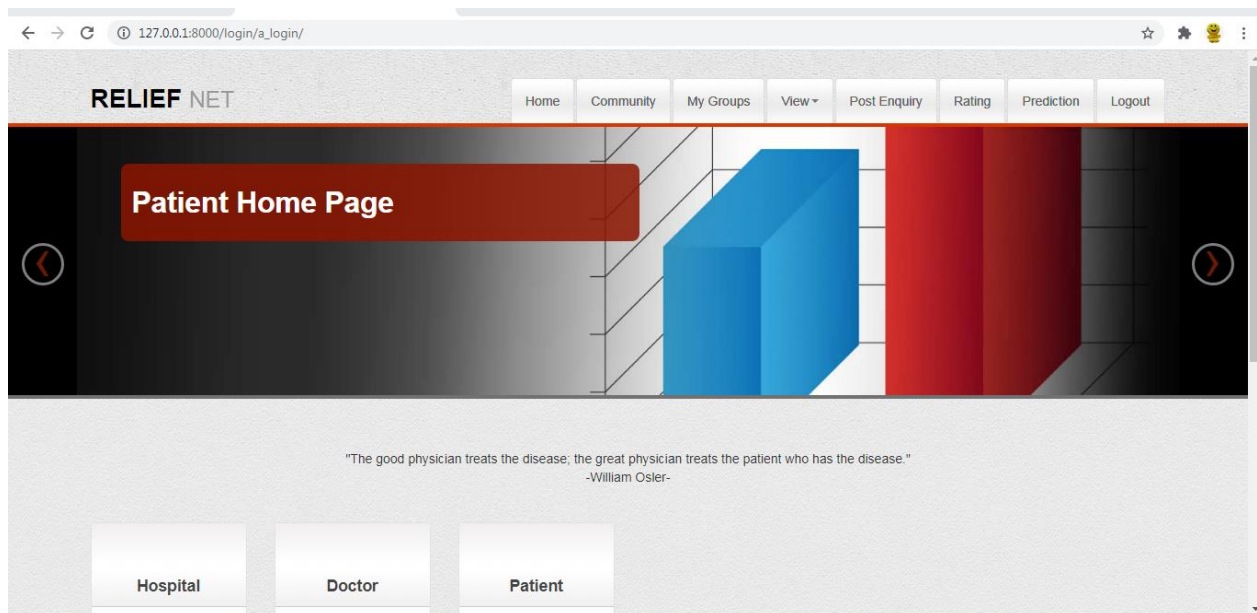 127.0.0.1:8000/login/a_login/
RELIEF NET
Home Community My Groups View Post Enquiry Rating Prediction Logout
Patient Home Page
"The good physician treats the disease; the great physician treats the patient who has the disease."
-William Osler-
Hospital Doctor Patient